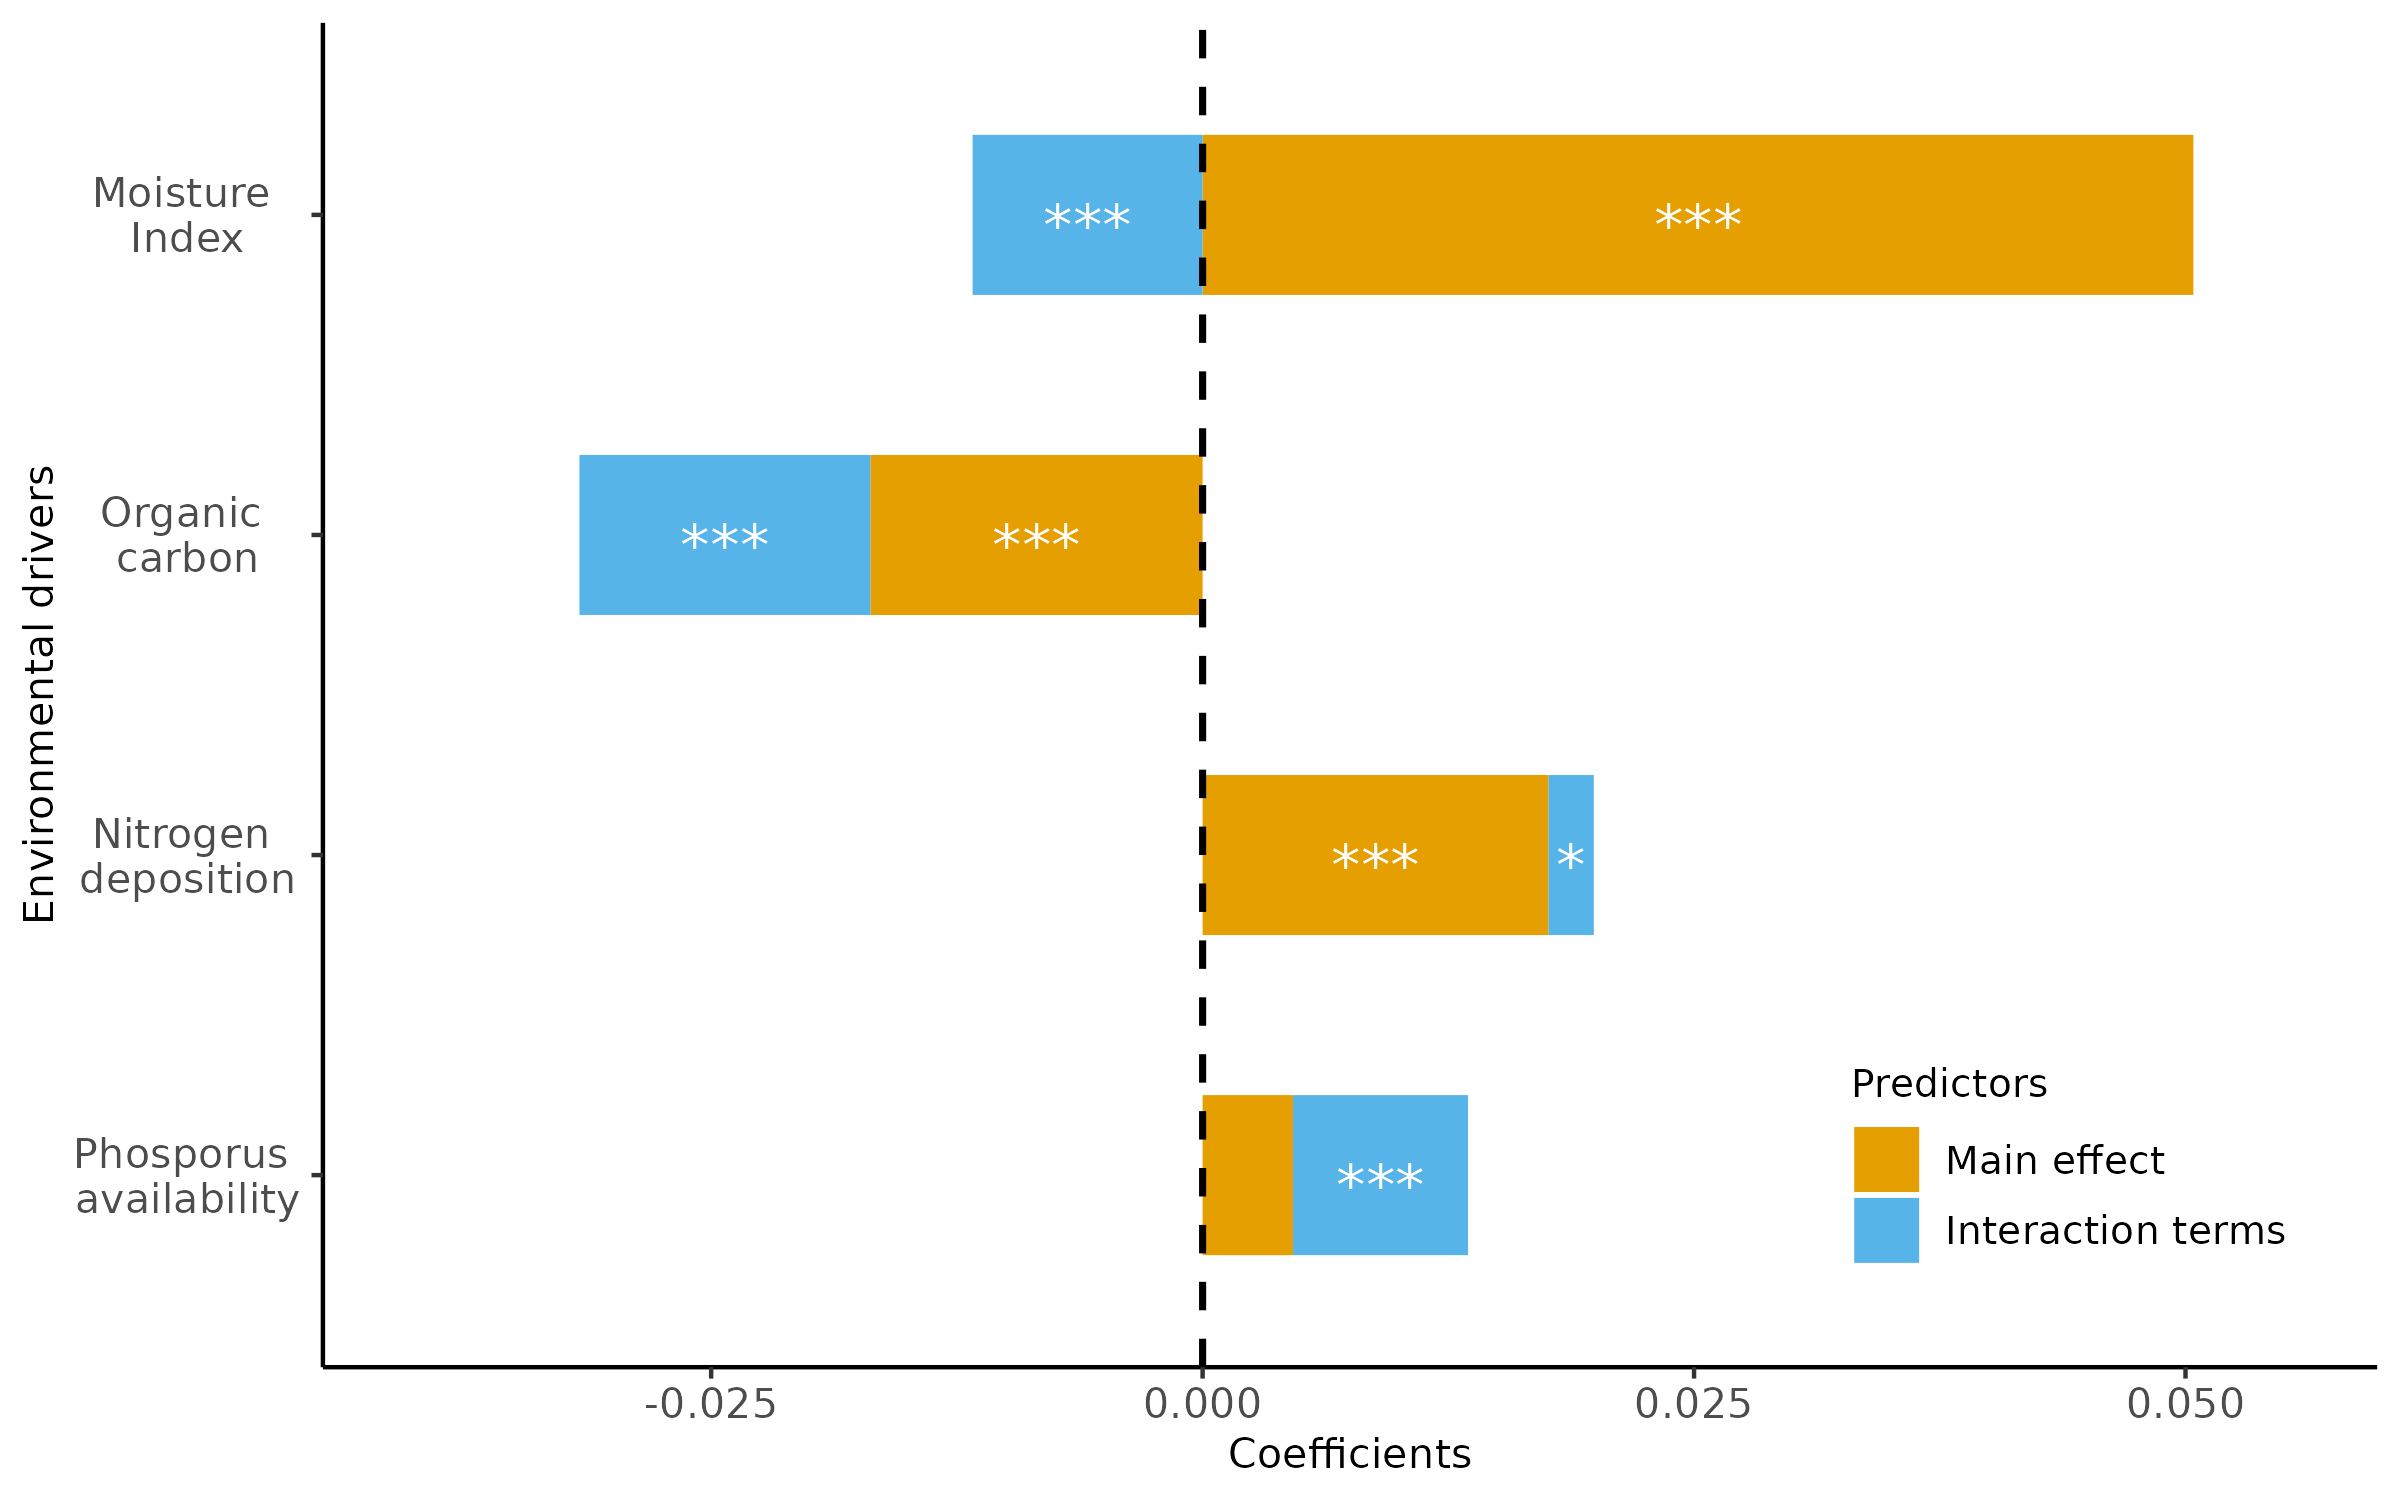 Environmental drivers
Moisture
Index
***
***
Organic
carbon
***
***
Nitrogen
deposition
***
*
Phosporus
availability
***
Predictors
Main effect
Interaction terms
-0.025
0.000
0.025
0.050
Coefficients